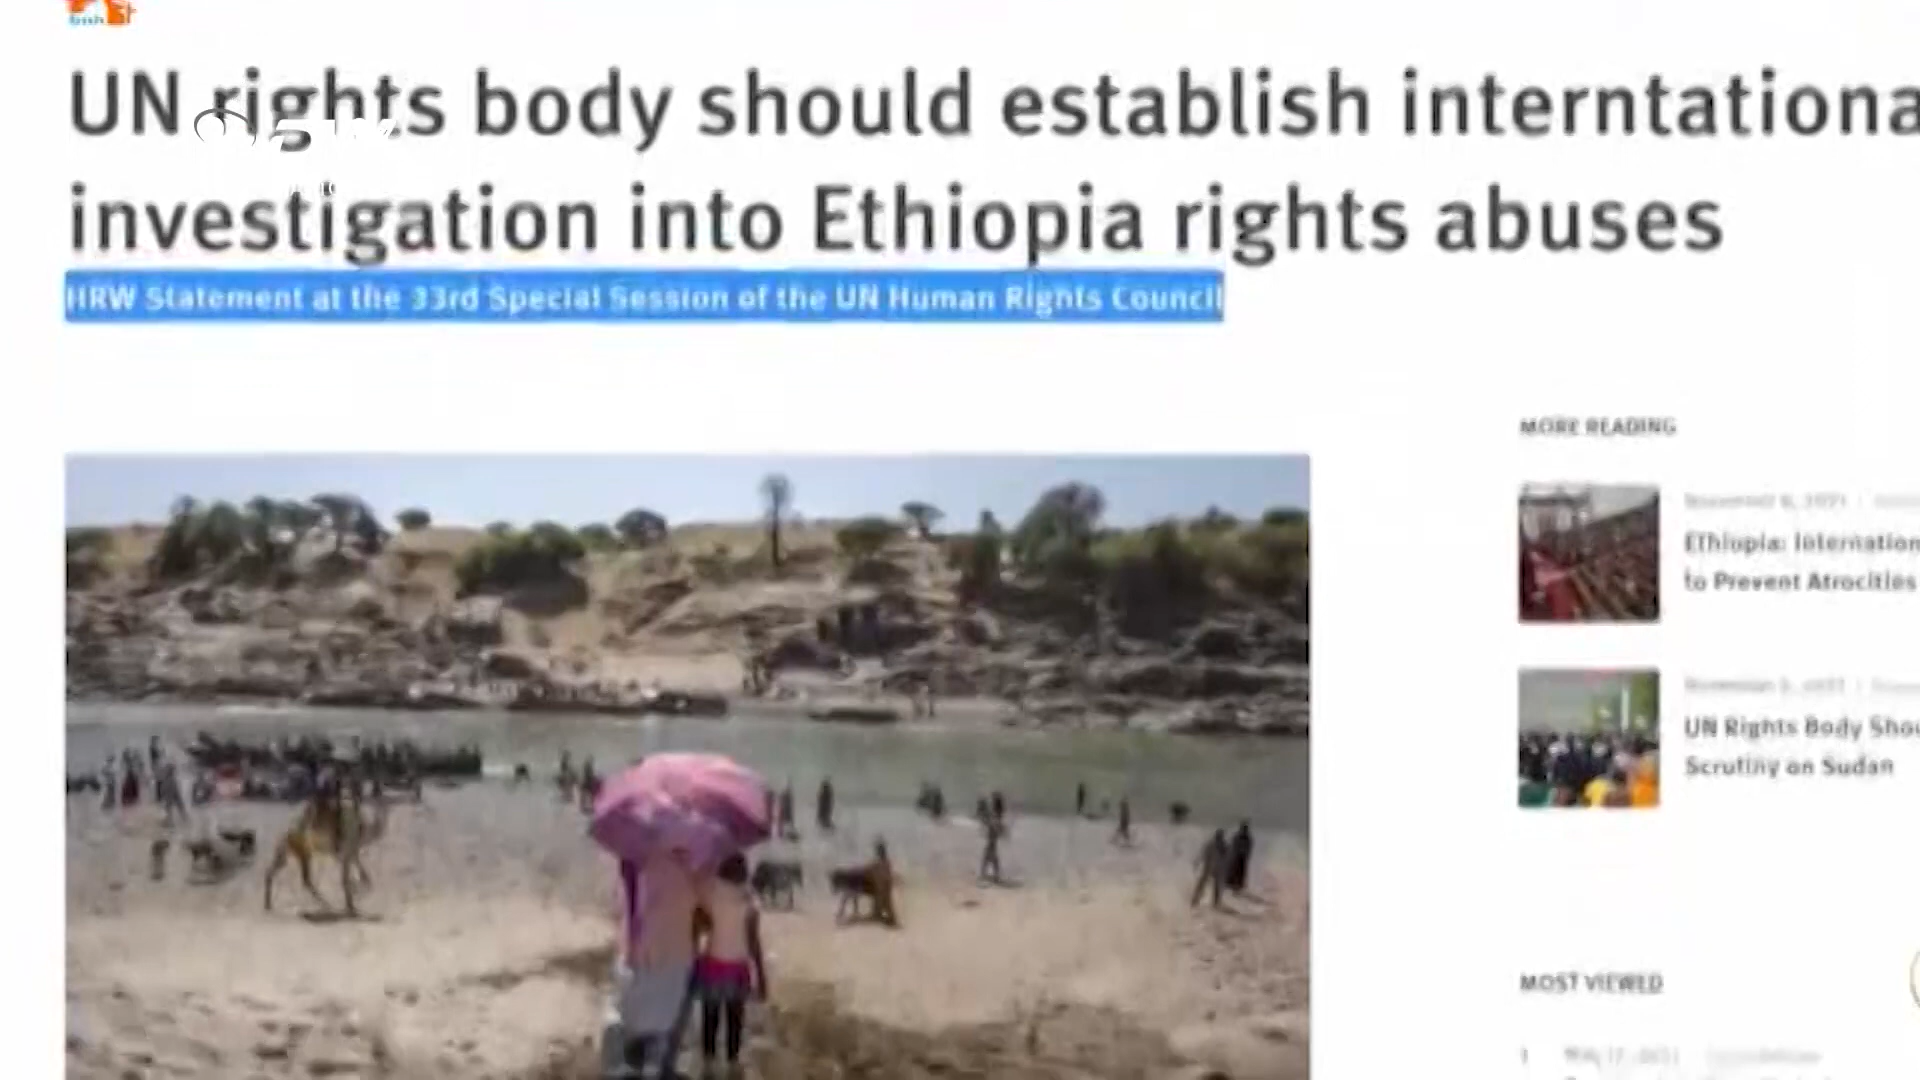 UN rights body should establish interntationa
investigation into Ethiopia rights abuses
HRW Statement at the 33rd Special Session of the UN Human Rights Council
MORE READING
Ethiopia: Internation
to Prevent Atrocities
UN Rights Body Shou
Scrutiny on Sudan
MOST VIEWED
1